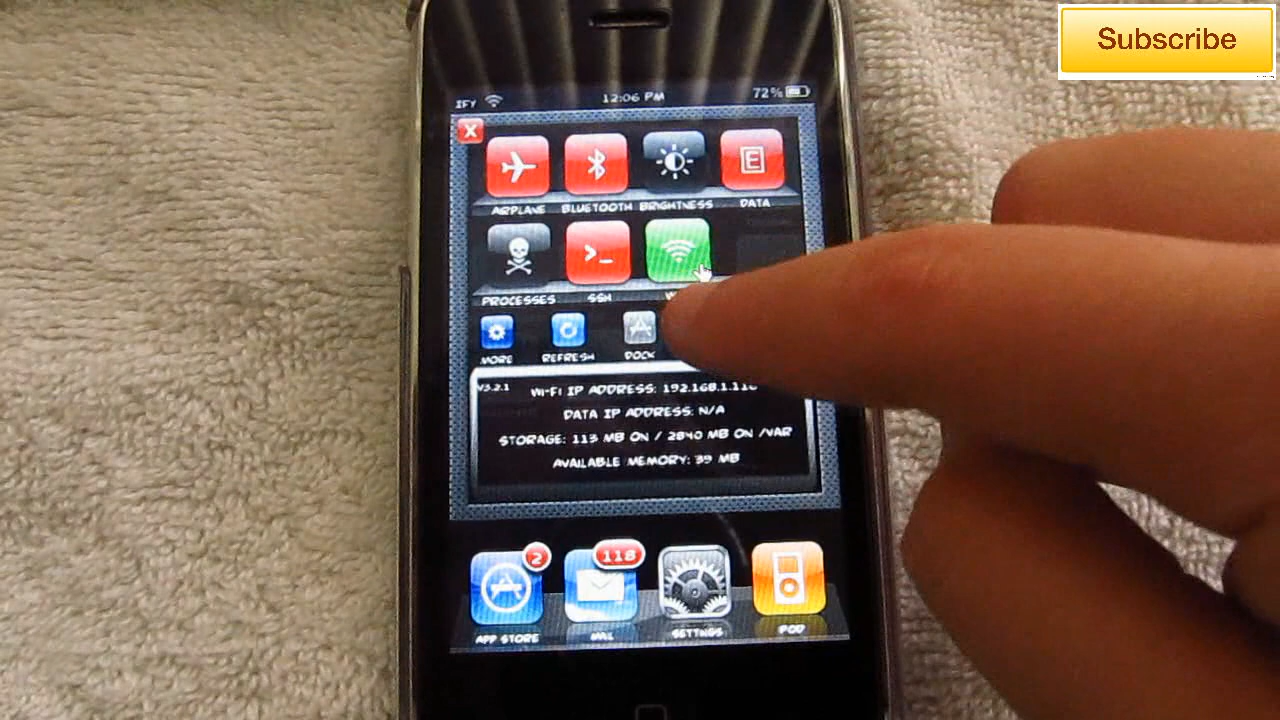 Subscribe
IFY 12:06 PM 72%
X
E
AIRPLANE BLUETOOTH BRIGHTNESS DATA
>_
PROCESSES SSH
MORE REFRESH DOCK
V3.2.1
WI-FI IP ADDRESS: 192.168.1.116
DATA IP ADDRESS: N/A
STORAGE: 113 MB ON / 2840 MB ON /VAR
AVAILABLE MEMORY: 39 MB
2 118
APP STORE MAIL SETTINGS IPOD